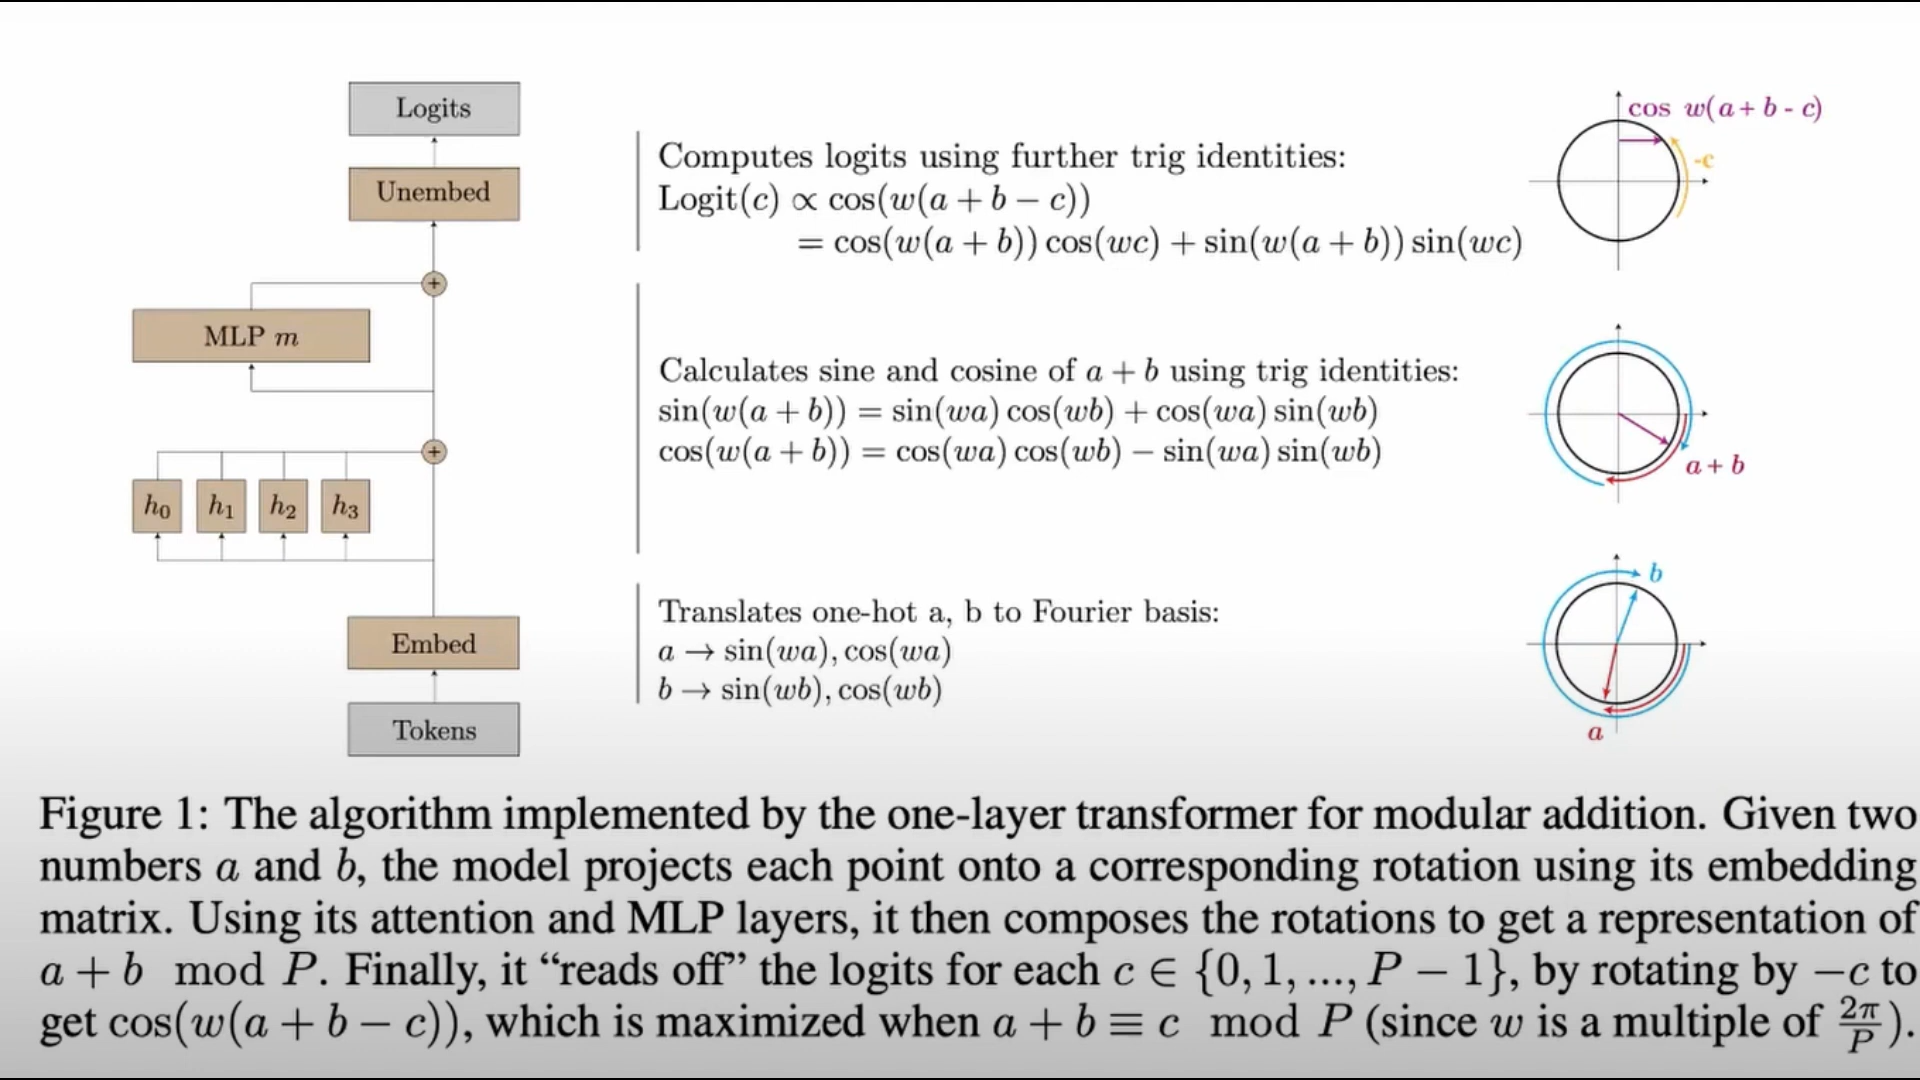 Logits
Unembed
MLP m
h₀ h₁ h₂ h₃
Embed
Tokens
Computes logits using further trig identities:
Logit(c) ∝ cos(w(a + b − c))
= cos(w(a + b)) cos(wc) + sin(w(a + b)) sin(wc)
cos w(a + b - c)
-c
Calculates sine and cosine of a + b using trig identities:
sin(w(a + b)) = sin(wa) cos(wb) + cos(wa) sin(wb)
cos(w(a + b)) = cos(wa) cos(wb) − sin(wa) sin(wb)
a + b
Translates one-hot a, b to Fourier basis:
a → sin(wa), cos(wa)
b → sin(wb), cos(wb)
b
a
Figure 1: The algorithm implemented by the one-layer transformer for modular addition. Given two
numbers a and b, the model projects each point onto a corresponding rotation using its embedding
matrix. Using its attention and MLP layers, it then composes the rotations to get a representation of
a + b mod P. Finally, it “reads off” the logits for each c ∈ {0, 1, ..., P − 1}, by rotating by −c to
get cos(w(a + b − c)), which is maximized when a + b ≡ c mod P (since w is a multiple of 2π/P).